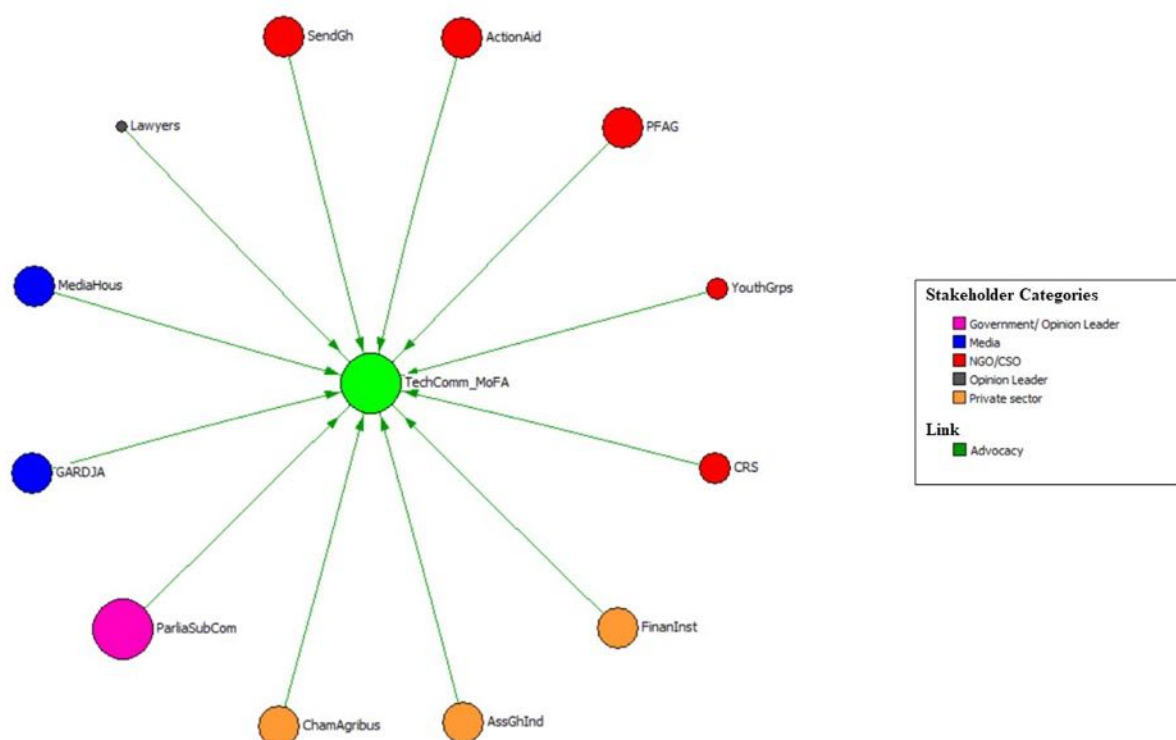 SendGh
ActionAid
Lawyers
PFAG
MediaHous
YouthGrps
TechComm_MoFA
GARDJA
CRS
ParliaSubCom
FinanInst
ChamAgribus
AssGhInd
Stakeholder Categories
Government/ Opinion Leader
Media
NGO/CSO
Opinion Leader
Private sector
Link
Advocacy